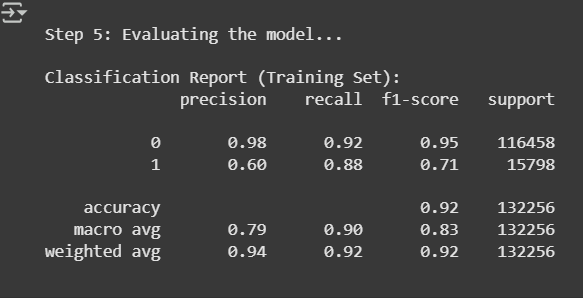 Step 5: Evaluating the model...
Classification Report (Training Set):
precision recall f1-score support
0 0.98 0.92 0.95 116458
1 0.60 0.88 0.71 15798
accuracy 0.92 132256
macro avg 0.79 0.90 0.83 132256
weighted avg 0.94 0.92 0.92 132256